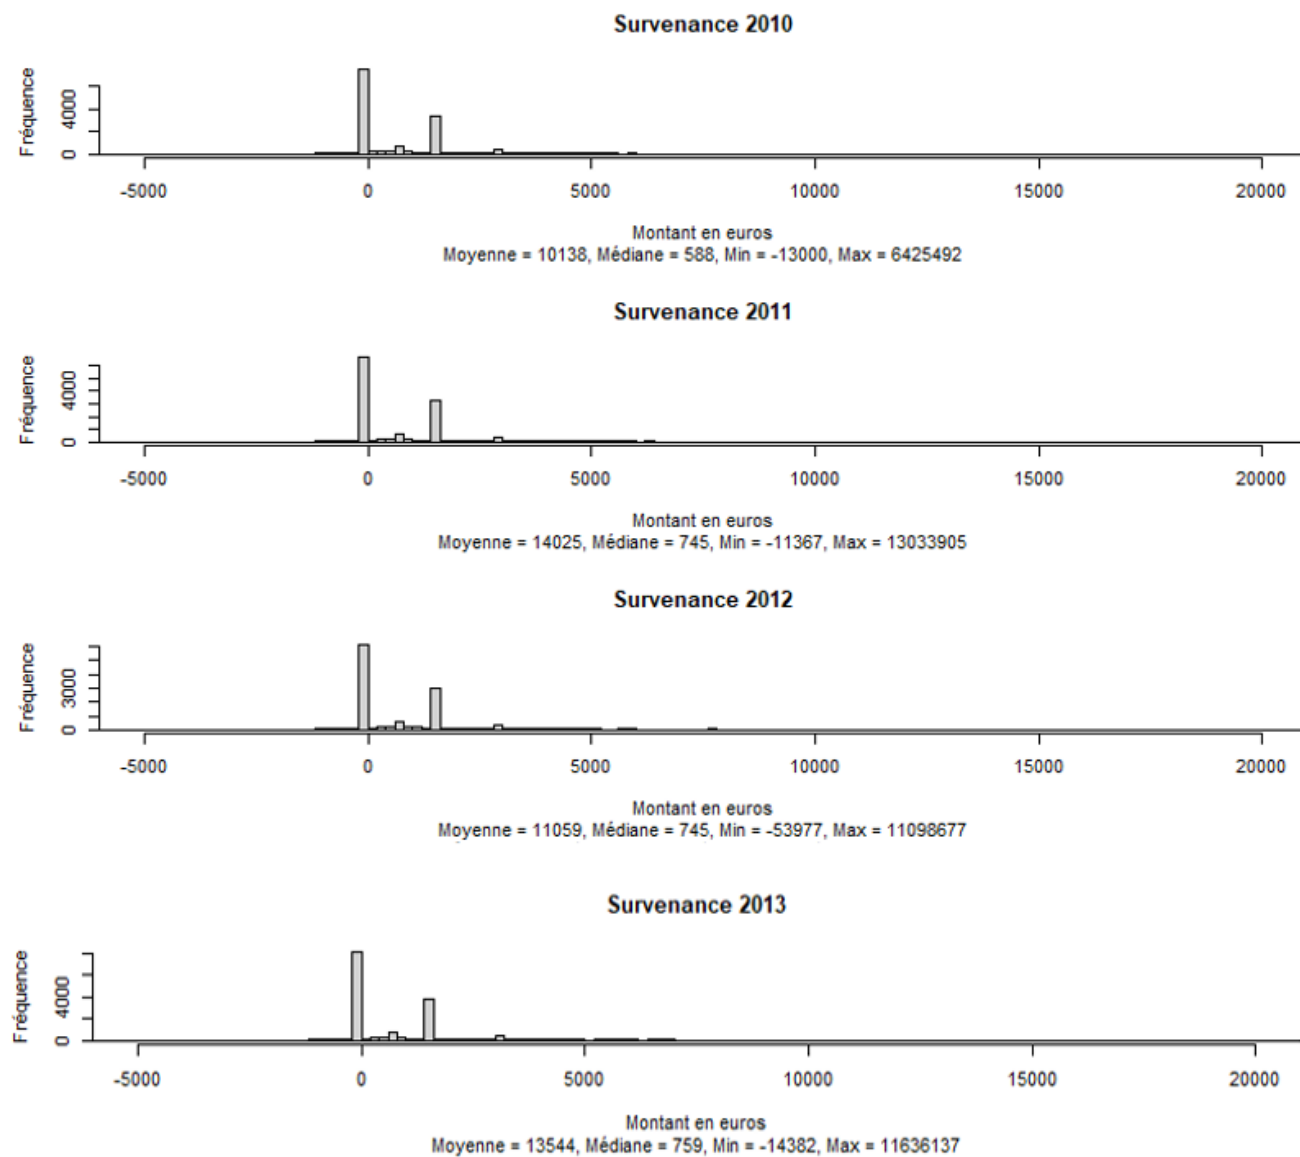 Survenance 2010
Fréquence
4000
0
-5000 0 5000 10000 15000 20000
Montant en euros
Moyenne = 10138, Médiane = 588, Min = -13000, Max = 6425492
Survenance 2011
Fréquence
4000
0
-5000 0 5000 10000 15000 20000
Montant en euros
Moyenne = 14025, Médiane = 745, Min = -11367, Max = 13033905
Survenance 2012
Fréquence
3000
0
-5000 0 5000 10000 15000 20000
Montant en euros
Moyenne = 11059, Médiane = 745, Min = -53977, Max = 11098677
Survenance 2013
Fréquence
4000
0
-5000 0 5000 10000 15000 20000
Montant en euros
Moyenne = 13544, Médiane = 759, Min = -14382, Max = 11636137